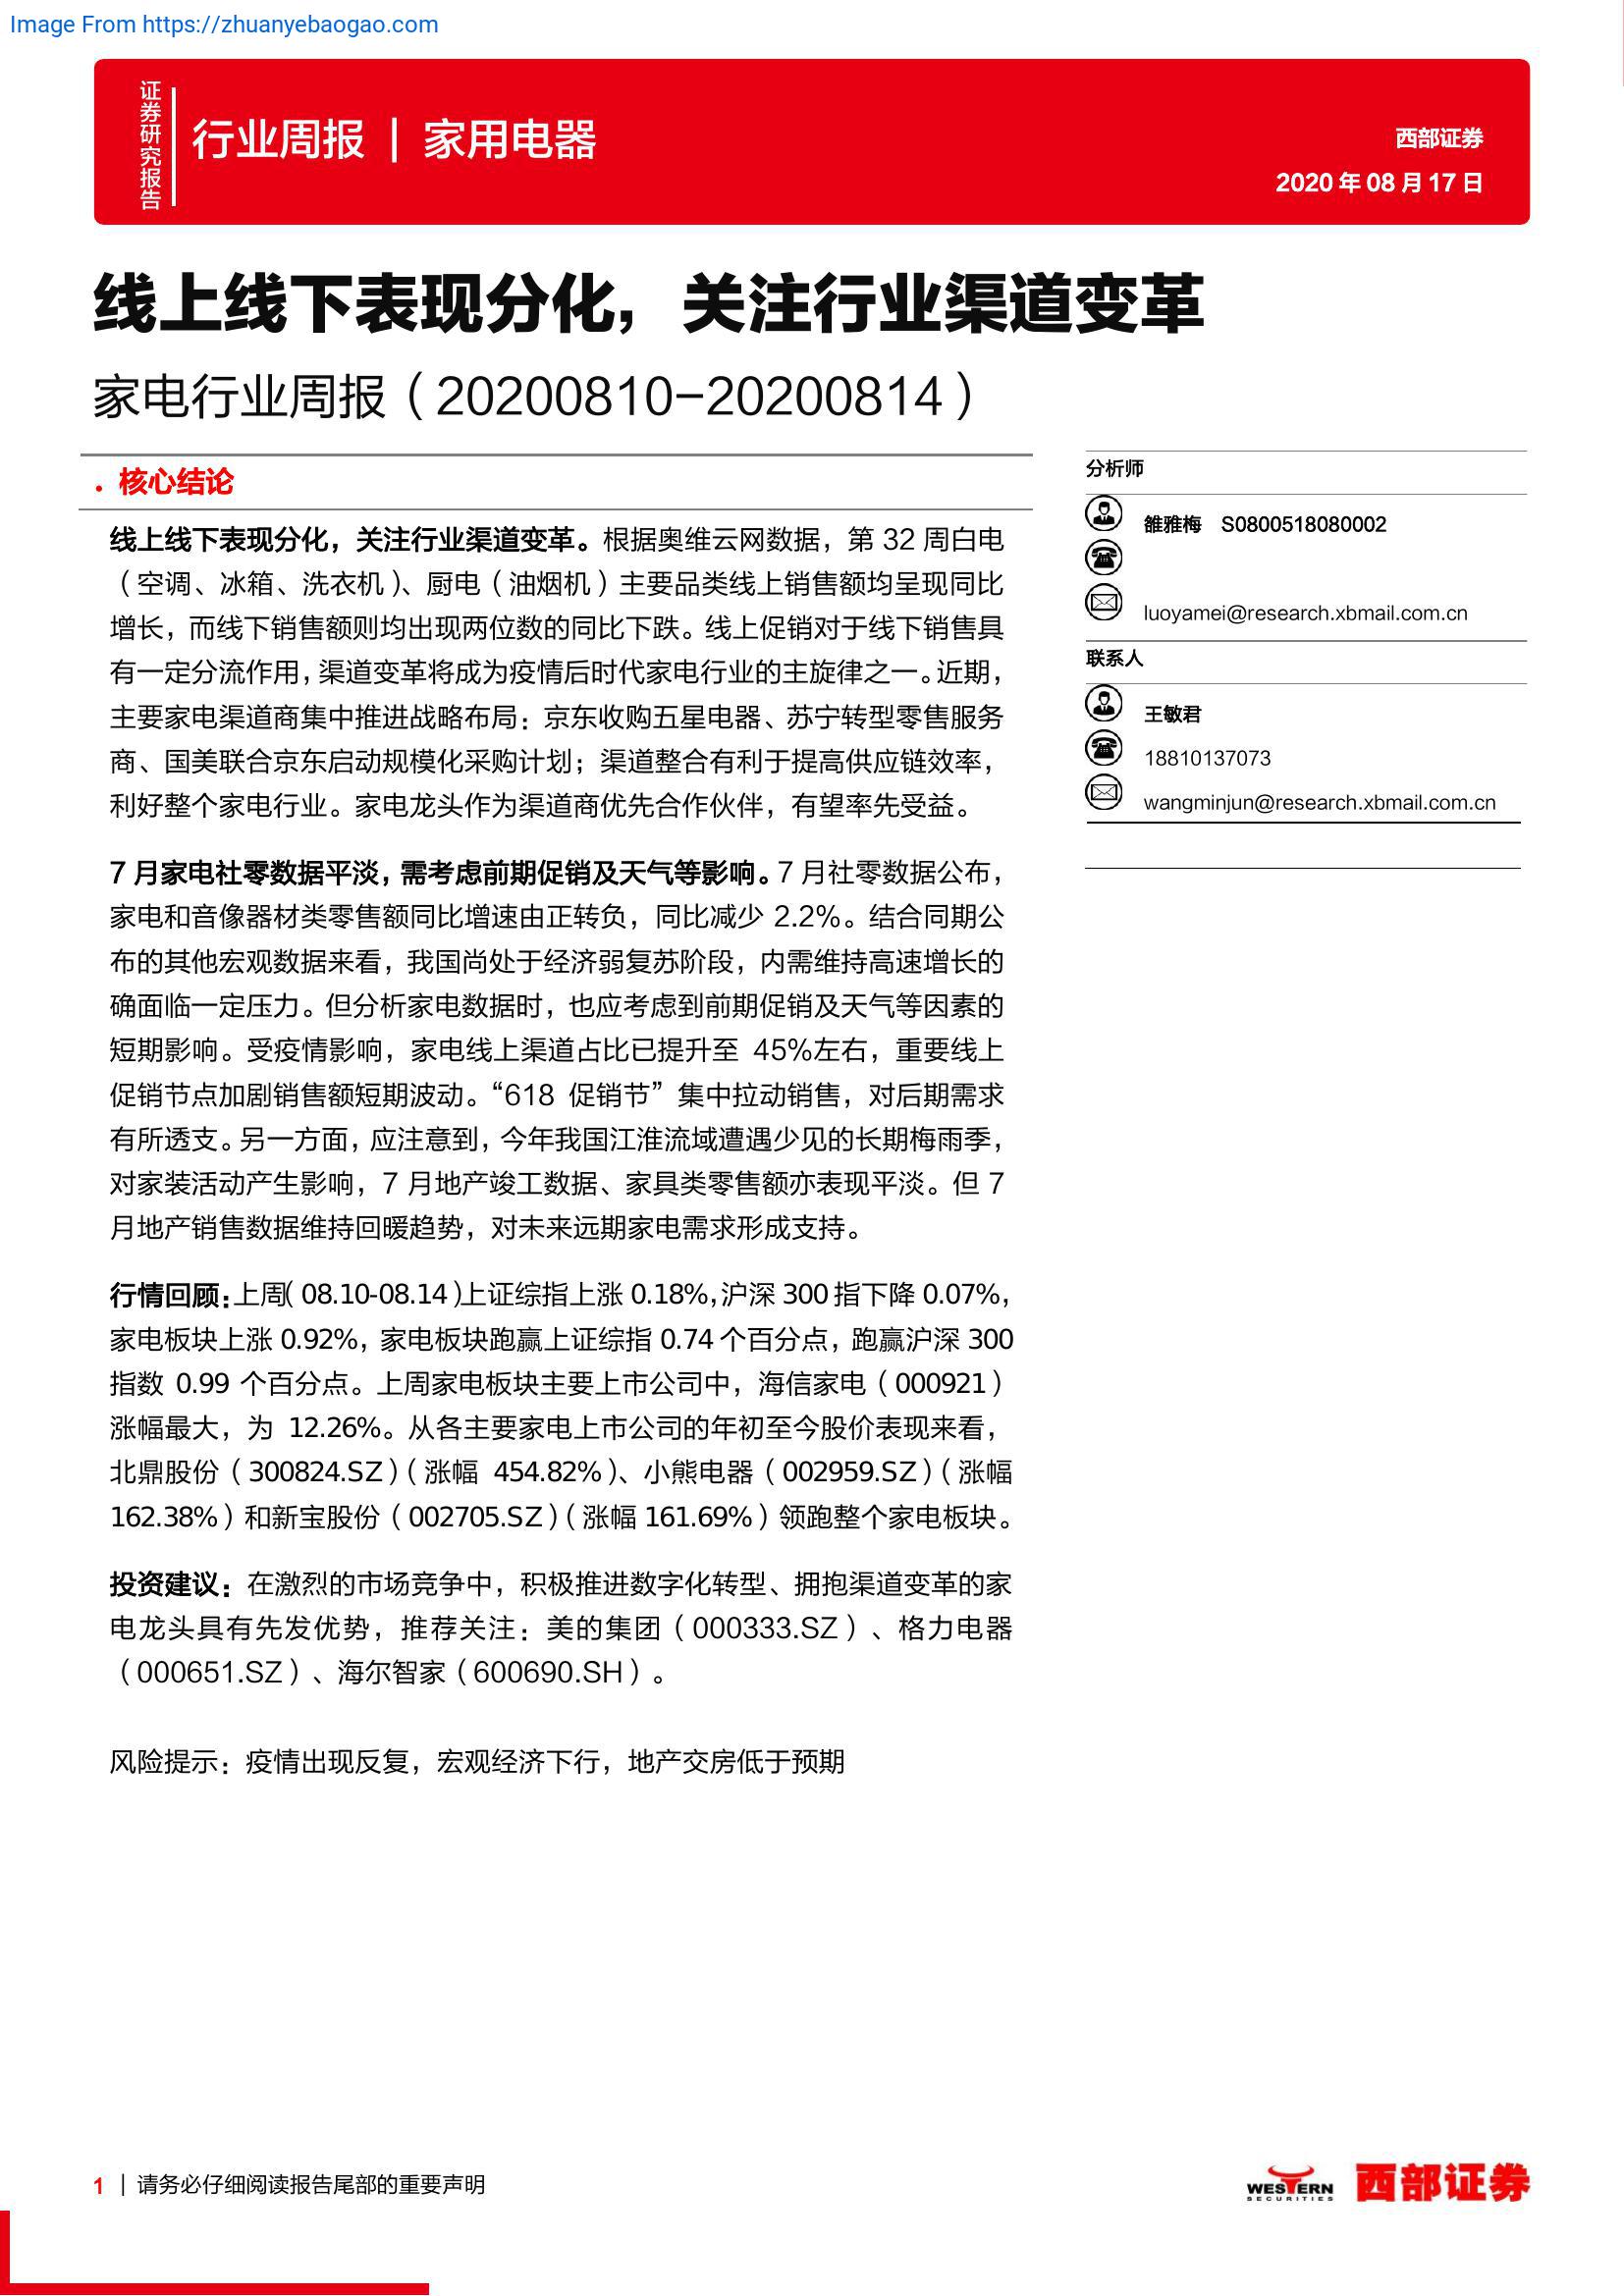 Image From https://zhuanyebaogao.com
证券研究报告
行业周报 | 家用电器
西部证券
2020 年 08 月 17 日
线上线下表现分化，关注行业渠道变革
家电行业周报（20200810-20200814）
• 核心结论
线上线下表现分化，关注行业渠道变革。根据奥维云网数据，第 32 周白电
（空调、冰箱、洗衣机）、厨电（油烟机）主要品类线上销售额均呈现同比
增长，而线下销售额则均出现两位数的同比下跌。线上促销对于线下销售具
有一定分流作用，渠道变革将成为疫情后时代家电行业的主旋律之一。近期，
主要家电渠道商集中推进战略布局：京东收购五星电器、苏宁转型零售服务
商、国美联合京东启动规模化采购计划；渠道整合有利于提高供应链效率，
利好整个家电行业。家电龙头作为渠道商优先合作伙伴，有望率先受益。
7 月家电社零数据平淡，需考虑前期促销及天气等影响。7 月社零数据公布，
家电和音像器材类零售额同比增速由正转负，同比减少 2.2%。结合同期公
布的其他宏观数据来看，我国尚处于经济弱复苏阶段，内需维持高速增长的
确面临一定压力。但分析家电数据时，也应考虑到前期促销及天气等因素的
短期影响。受疫情影响，家电线上渠道占比已提升至 45%左右，重要线上
促销节点加剧销售额短期波动。“618 促销节”集中拉动销售，对后期需求
有所透支。另一方面，应注意到，今年我国江淮流域遭遇少见的长期梅雨季，
对家装活动产生影响，7 月地产竣工数据、家具类零售额亦表现平淡。但 7
月地产销售数据维持回暖趋势，对未来远期家电需求形成支持。
行情回顾：上周（08.10-08.14）上证综指上涨 0.18%，沪深 300 指下降 0.07%，
家电板块上涨 0.92%，家电板块跑赢上证综指 0.74 个百分点，跑赢沪深 300
指数 0.99 个百分点。上周家电板块主要上市公司中，海信家电（000921）
涨幅最大，为 12.26%。从各主要家电上市公司的年初至今股价表现来看，
北鼎股份（300824.SZ）（涨幅 454.82%）、小熊电器（002959.SZ）（涨幅
162.38%）和新宝股份（002705.SZ）（涨幅 161.69%）领跑整个家电板块。
投资建议：在激烈的市场竞争中，积极推进数字化转型、拥抱渠道变革的家
电龙头具有先发优势，推荐关注：美的集团（000333.SZ）、格力电器
（000651.SZ）、海尔智家（600690.SH）。
风险提示：疫情出现反复，宏观经济下行，地产交房低于预期
分析师
雒雅梅 S0800518080002
luoyamei@research.xbmail.com.cn
联系人
王敏君
18810137073
wangminjun@research.xbmail.com.cn
1 | 请务必仔细阅读报告尾部的重要声明
WESTERN
SECURITIES
西部证券